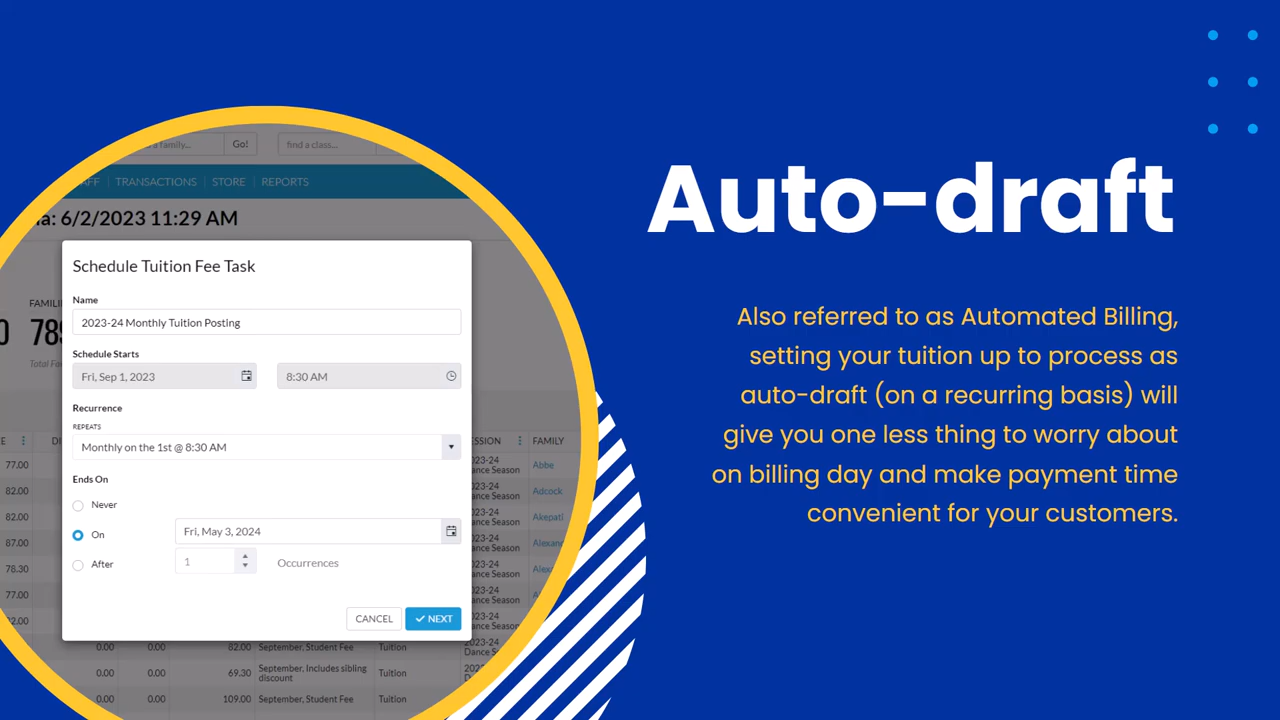 Auto-draft
Also referred to as Automated Billing,
setting your tuition up to process as
auto-draft (on a recurring basis) will
give you one less thing to worry about
on billing day and make payment time
convenient for your customers.
family... Go! find a class...
TRANSACTIONS STORE REPORTS
6/2/2023 11:29 AM
Schedule Tuition Fee Task
Name
2023-24 Monthly Tuition Posting
Schedule Starts
Fri, Sep 1, 2023 8:30 AM
Recurrence
REPEATS
Monthly on the 1st @ 8:30 AM
Ends On
Never
On Fri, May 3, 2024
After 1 Occurrences
CANCEL NEXT
FAMILY
77.00 Abbe
82.00 Adcock
82.00
87.00
78.30
77.00
0.00 0.00 82.00 September, Student Fee Tuition
0.00 0.00 69.30 September, Includes sibling
discount Tuition
0.00 0.00 109.00 September, Student Fee Tuition